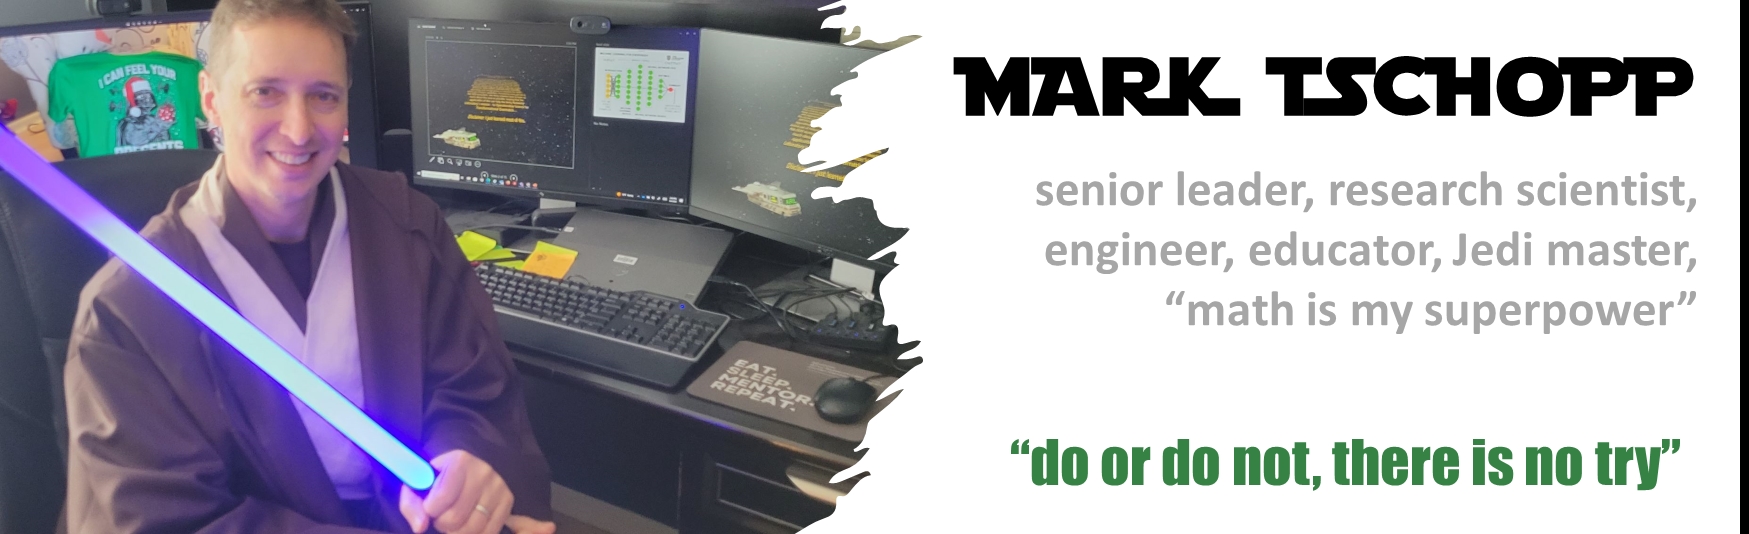 I CAN FEEL YOUR
PRESENTS
EAT.
SLEEP.
MENTOR.
REPEAT.
MARK TSCHOPP
senior leader, research scientist,
engineer, educator, Jedi master,
“math is my superpower”
“do or do not, there is no try”